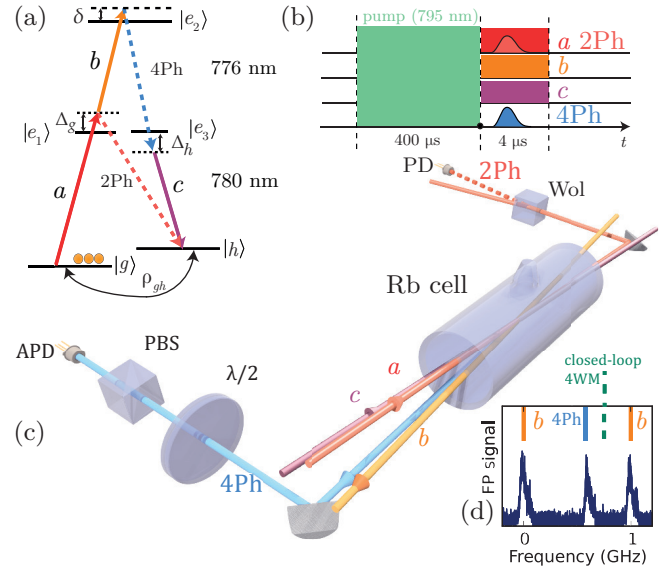 (a)
δ
|e2⟩
b
4Ph
776 nm
Δg
|e1⟩
|e3⟩
Δh
2Ph
c
780 nm
a
|g⟩
|h⟩
ρgh
(b)
pump (795 nm)
a 2Ph
b
c
4Ph
400 μs
4 μs
t
PD
2Ph
Wol
Rb cell
APD
PBS
λ/2
a
c
b
4Ph
(c)
closed-loop
4WM
b
4Ph
b
FP signal
(d)
0
1
Frequency (GHz)